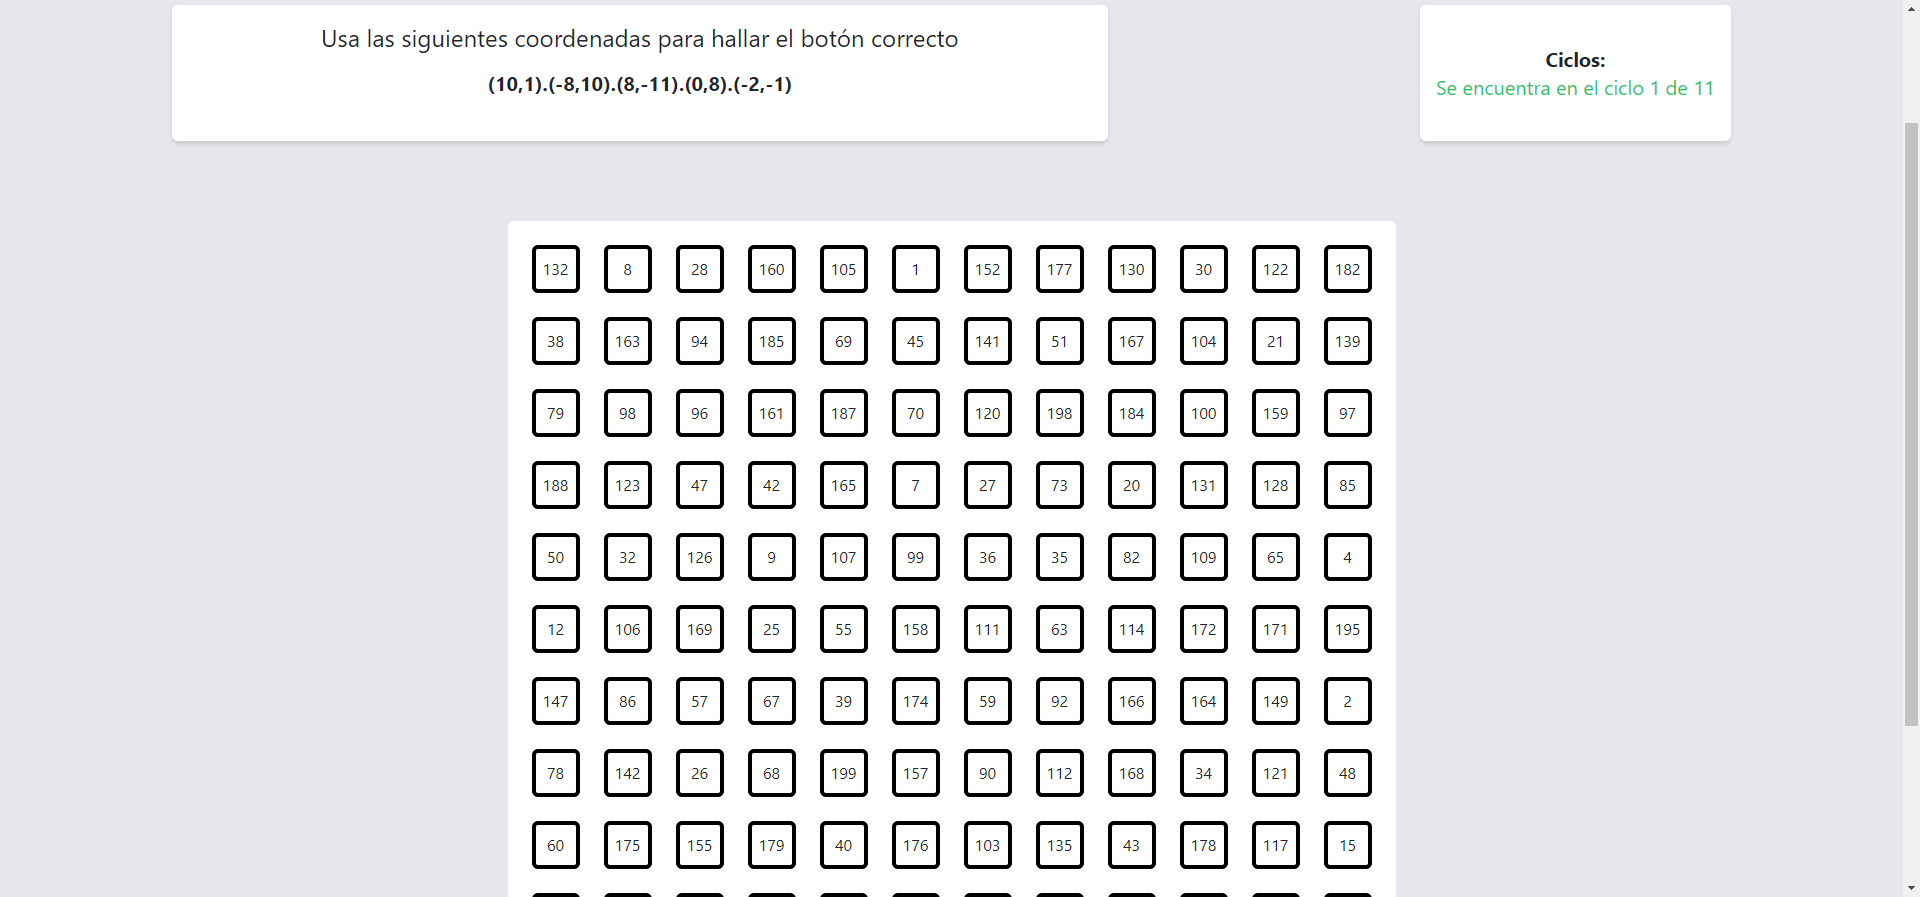 Usa las siguientes coordenadas para hallar el botón correcto
(10,1).(-8,10).(8,-11).(0,8).(-2,-1)
Ciclos:
Se encuentra en el ciclo 1 de 11
132 8 28 160 105 1 152 177 130 30 122 182
38 163 94 185 69 45 141 51 167 104 21 139
79 98 96 161 187 70 120 198 184 100 159 97
188 123 47 42 165 7 27 73 20 131 128 85
50 32 126 9 107 99 36 35 82 109 65 4
12 106 169 25 55 158 111 63 114 172 171 195
147 86 57 67 39 174 59 92 166 164 149 2
78 142 26 68 199 157 90 112 168 34 121 48
60 175 155 179 40 176 103 135 43 178 117 15